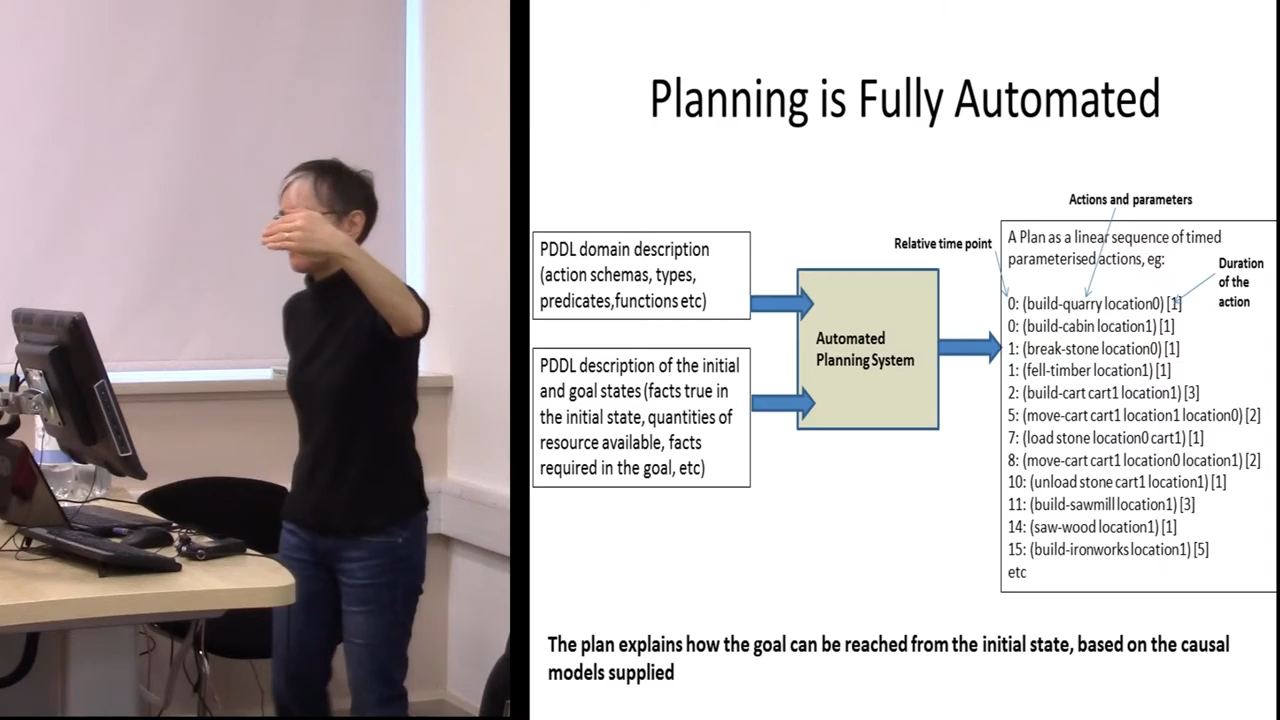 Planning is Fully Automated
Actions and parameters
Relative time point
Duration
of the
action
PDDL domain description
(action schemas, types,
predicates,functions etc)
PDDL description of the initial
and goal states (facts true in
the initial state, quantities of
resource available, facts
required in the goal, etc)
Automated
Planning System
A Plan as a linear sequence of timed
parameterised actions, eg:
0: (build-quarry location0) [1]
0: (build-cabin location1) [1]
1: (break-stone location0) [1]
1: (fell-timber location1) [1]
2: (build-cart cart1 location1) [3]
5: (move-cart cart1 location1 location0) [2]
7: (load stone location0 cart1) [1]
8: (move-cart cart1 location0 location1) [2]
10: (unload stone cart1 location1) [1]
11: (build-sawmill location1) [3]
14: (saw-wood location1) [1]
15: (build-ironworks location1) [5]
etc
The plan explains how the goal can be reached from the initial state, based on the causal
models supplied